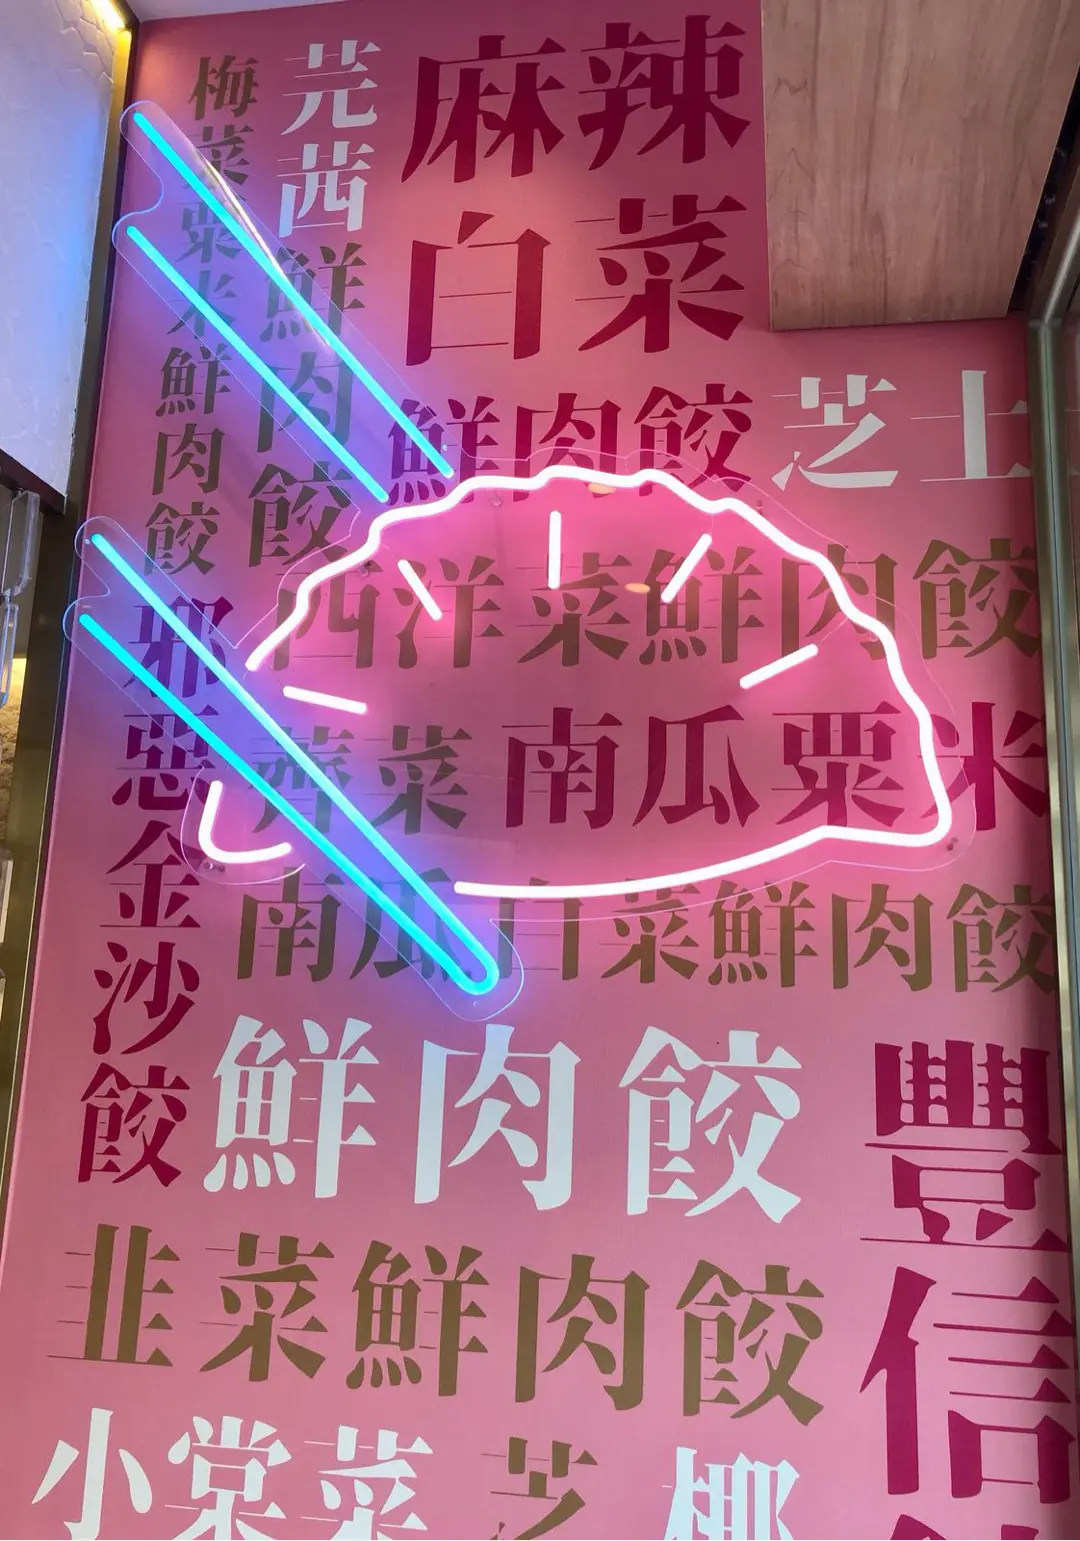 梅菜粟米鮮肉餃
芫茜鮮肉餃
麻辣
白菜
鮮肉餃
芝士
西洋菜鮮肉餃
邪惡金沙餃
薺菜
南瓜粟米
南瓜白菜鮮肉餃
鮮肉餃
豐信
韭菜鮮肉餃
小棠菜
芝
椰